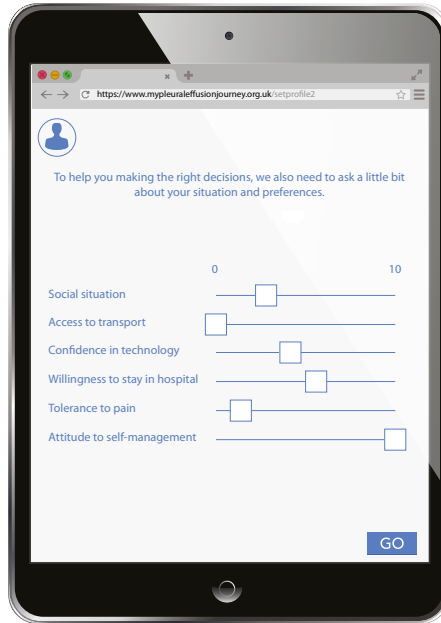 https://www.mypleuraleffusionjourney.org.uk/setprofile2
To help you making the right decisions, we also need to ask a little bit
about your situation and preferences.
0 10
Social situation
Access to transport
Confidence in technology
Willingness to stay in hospital
Tolerance to pain
Attitude to self-management
GO